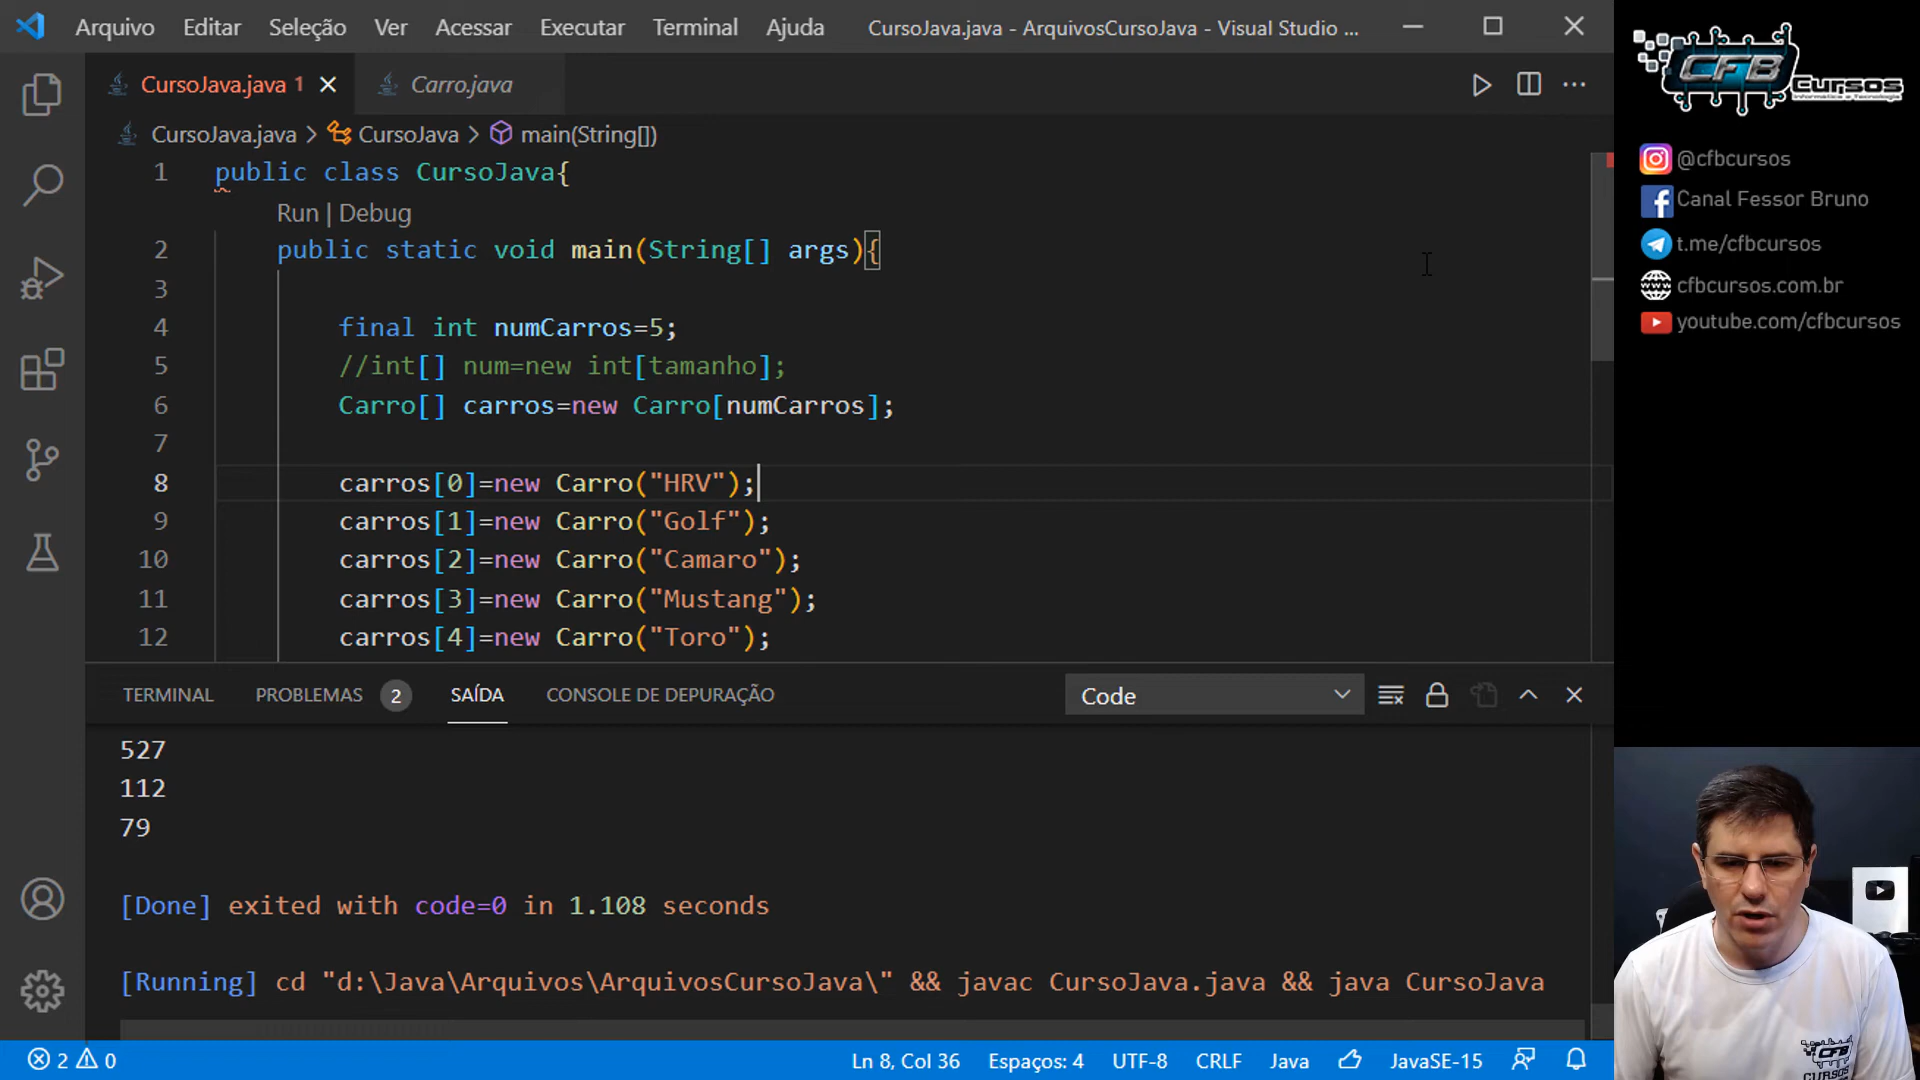 Arquivo Editar Seleção Ver Acessar Executar Terminal Ajuda CursoJava.java - ArquivosCursoJava - Visual Studio ...
CursoJava.java 1 Carro.java
CursoJava.java > CursoJava > main(String[])
1 public class CursoJava{
Run | Debug
2 public static void main(String[] args){
3
4 final int numCarros=5;
5 //int[] num=new int[tamanho];
6 Carro[] carros=new Carro[numCarros];
7
8 carros[0]=new Carro("HRV");
9 carros[1]=new Carro("Golf");
10 carros[2]=new Carro("Camaro");
11 carros[3]=new Carro("Mustang");
12 carros[4]=new Carro("Toro");
TERMINAL PROBLEMAS 2 SAÍDA CONSOLE DE DEPURAÇÃO Code
527
112
79
[Done] exited with code=0 in 1.108 seconds
[Running] cd "d:\Java\Arquivos\ArquivosCursoJava\" && javac CursoJava.java && java CursoJava
2 0 Ln 8, Col 36 Espaços: 4 UTF-8 CRLF Java JavaSE-15
CFB Cursos
@cfbcursos
Canal Fessor Bruno
t.me/cfbcursos
www
cfbcursos.com.br
youtube.com/cfbcursos
CFB
CURSOS